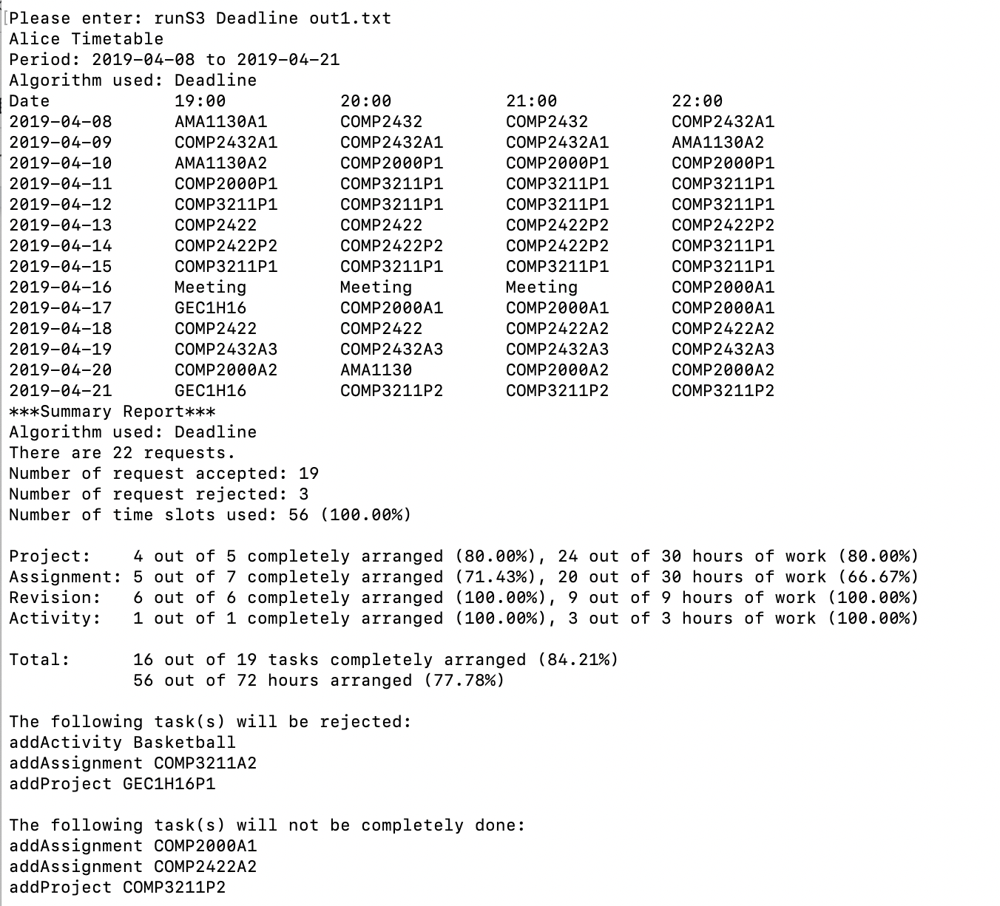 Please enter: runS3 Deadline out1.txt
Alice Timetable
Period: 2019-04-08 to 2019-04-21
Algorithm used: Deadline
Date 19:00 20:00 21:00 22:00
2019-04-08 AMA1130A1 COMP2432 COMP2432 COMP2432A1
2019-04-09 COMP2432A1 COMP2432A1 COMP2432A1 AMA1130A2
2019-04-10 AMA1130A2 COMP2000P1 COMP2000P1 COMP2000P1
2019-04-11 COMP2000P1 COMP3211P1 COMP3211P1 COMP3211P1
2019-04-12 COMP3211P1 COMP3211P1 COMP3211P1 COMP3211P1
2019-04-13 COMP2422 COMP2422 COMP2422P2 COMP2422P2
2019-04-14 COMP2422P2 COMP2422P2 COMP2422P2 COMP3211P1
2019-04-15 COMP3211P1 COMP3211P1 COMP3211P1 COMP3211P1
2019-04-16 Meeting Meeting Meeting COMP2000A1
2019-04-17 GEC1H16 COMP2000A1 COMP2000A1 COMP2000A1
2019-04-18 COMP2422 COMP2422 COMP2422A2 COMP2422A2
2019-04-19 COMP2432A3 COMP2432A3 COMP2432A3 COMP2432A3
2019-04-20 COMP2000A2 AMA1130 COMP2000A2 COMP2000A2
2019-04-21 GEC1H16 COMP3211P2 COMP3211P2 COMP3211P2
***Summary Report***
Algorithm used: Deadline
There are 22 requests.
Number of request accepted: 19
Number of request rejected: 3
Number of time slots used: 56 (100.00%)
Project: 4 out of 5 completely arranged (80.00%), 24 out of 30 hours of work (80.00%)
Assignment: 5 out of 7 completely arranged (71.43%), 20 out of 30 hours of work (66.67%)
Revision: 6 out of 6 completely arranged (100.00%), 9 out of 9 hours of work (100.00%)
Activity: 1 out of 1 completely arranged (100.00%), 3 out of 3 hours of work (100.00%)
Total: 16 out of 19 tasks completely arranged (84.21%)
56 out of 72 hours arranged (77.78%)
The following task(s) will be rejected:
addActivity Basketball
addAssignment COMP3211A2
addProject GEC1H16P1
The following task(s) will not be completely done:
addAssignment COMP2000A1
addAssignment COMP2422A2
addProject COMP3211P2